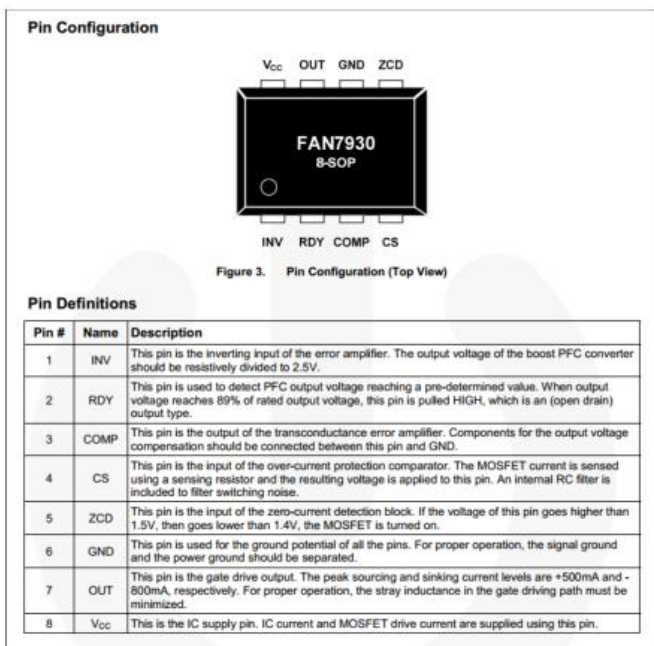 Pin Configuration
VCC OUT GND ZCD
FAN7930
8-SOP
INV RDY COMP CS
Figure 3. Pin Configuration (Top View)
Pin Definitions
Pin # Name Description
1 INV This pin is the inverting input of the error amplifier. The output voltage of the boost PFC converter
should be resistively divided to 2.5V.
2 RDY This pin is used to detect PFC output voltage reaching a pre-determined value. When output
voltage reaches 89% of rated output voltage, this pin is pulled HIGH, which is an (open drain)
output type.
3 COMP This pin is the output of the transconductance error amplifier. Components for the output voltage
compensation should be connected between this pin and GND.
4 CS This pin is the input of the over-current protection comparator. The MOSFET current is sensed
using a sensing resistor and the resulting voltage is applied to this pin. An internal RC filter is
included to filter switching noise.
5 ZCD This pin is the input of the zero-current detection block. If the voltage of this pin goes higher than
1.5V, then goes lower than 1.4V, the MOSFET is turned on.
6 GND This pin is used for the ground potential of all the pins. For proper operation, the signal ground
and the power ground should be separated.
7 OUT This pin is the gate drive output. The peak sourcing and sinking current levels are +500mA and -
800mA, respectively. For proper operation, the stray inductance in the gate driving path must be
minimized.
8 VCC This is the IC supply pin. IC current and MOSFET drive current are supplied using this pin.